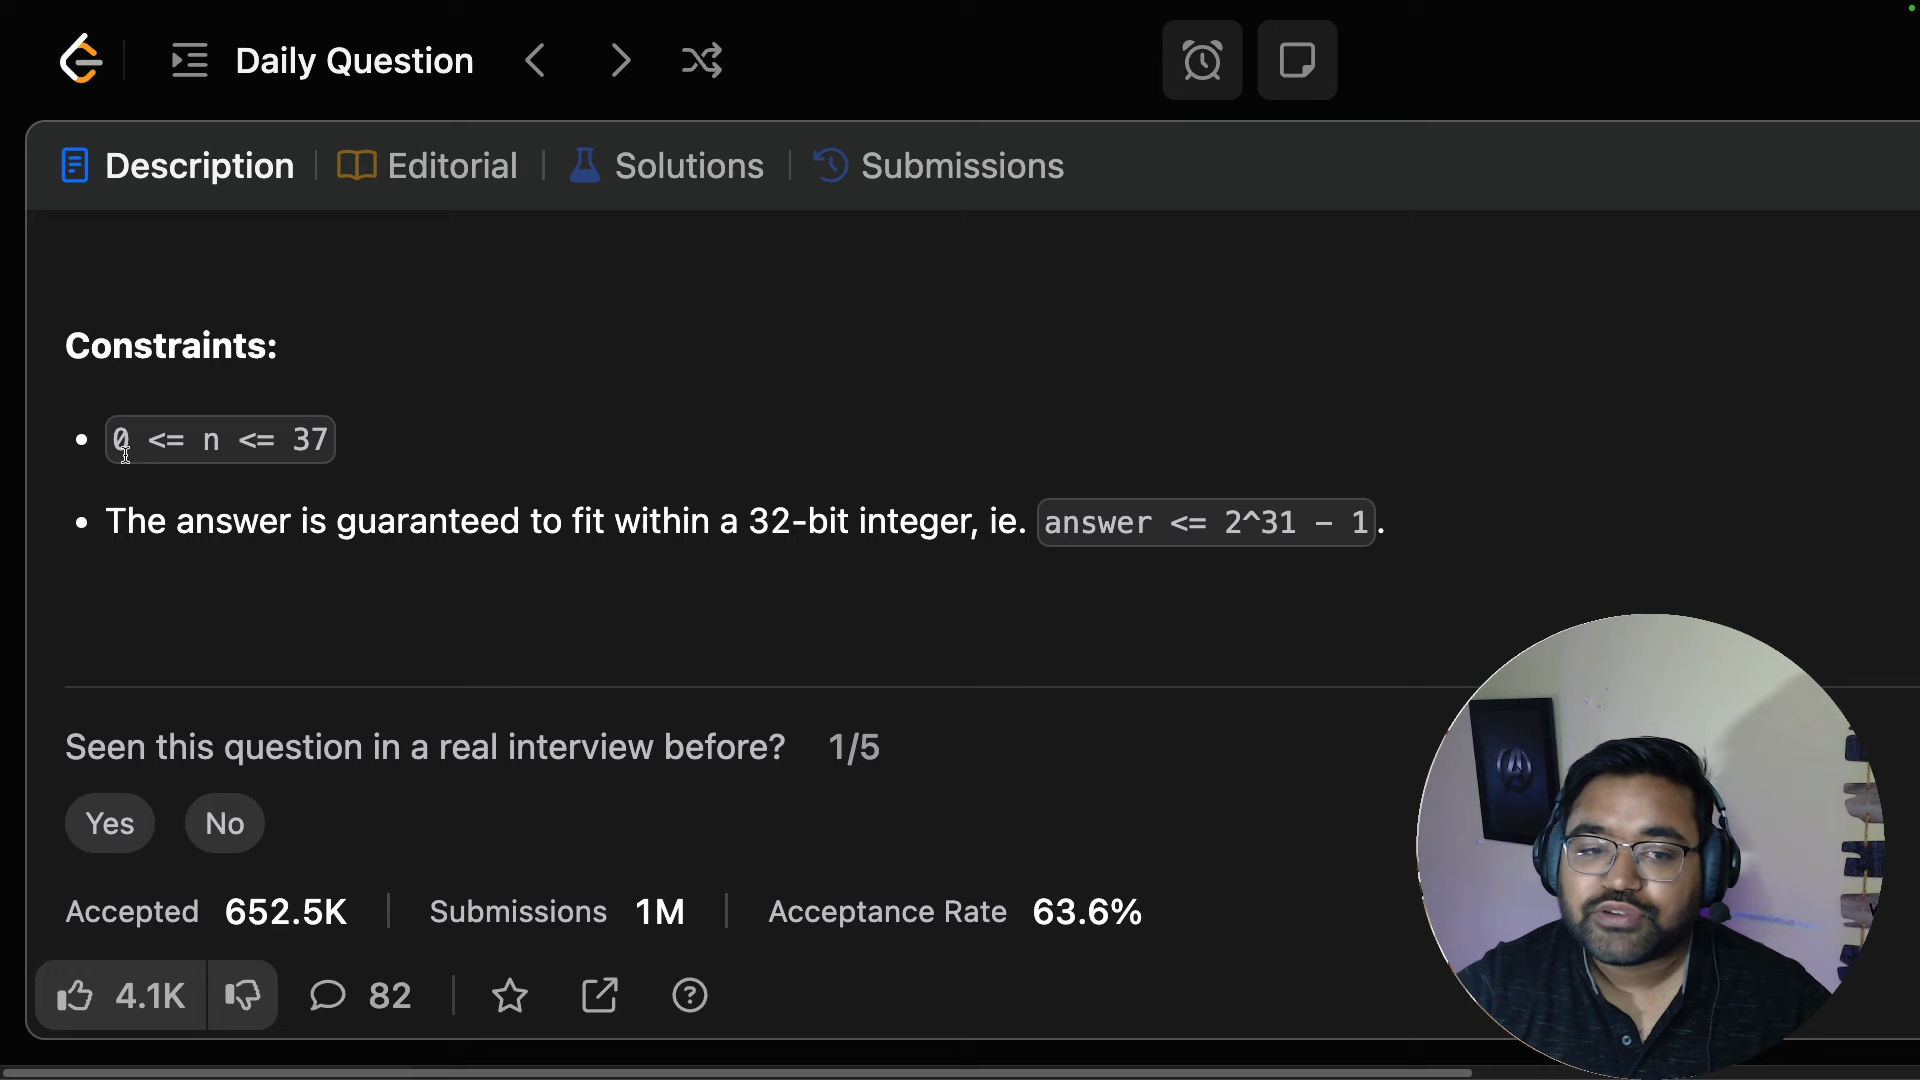 Daily Question
Description Editorial Solutions Submissions
Constraints:
• 0 <= n <= 37
• The answer is guaranteed to fit within a 32-bit integer, ie. answer <= 2^31 - 1.
Seen this question in a real interview before? 1/5
Yes No
Accepted 652.5K Submissions 1M Acceptance Rate 63.6%
4.1K 82